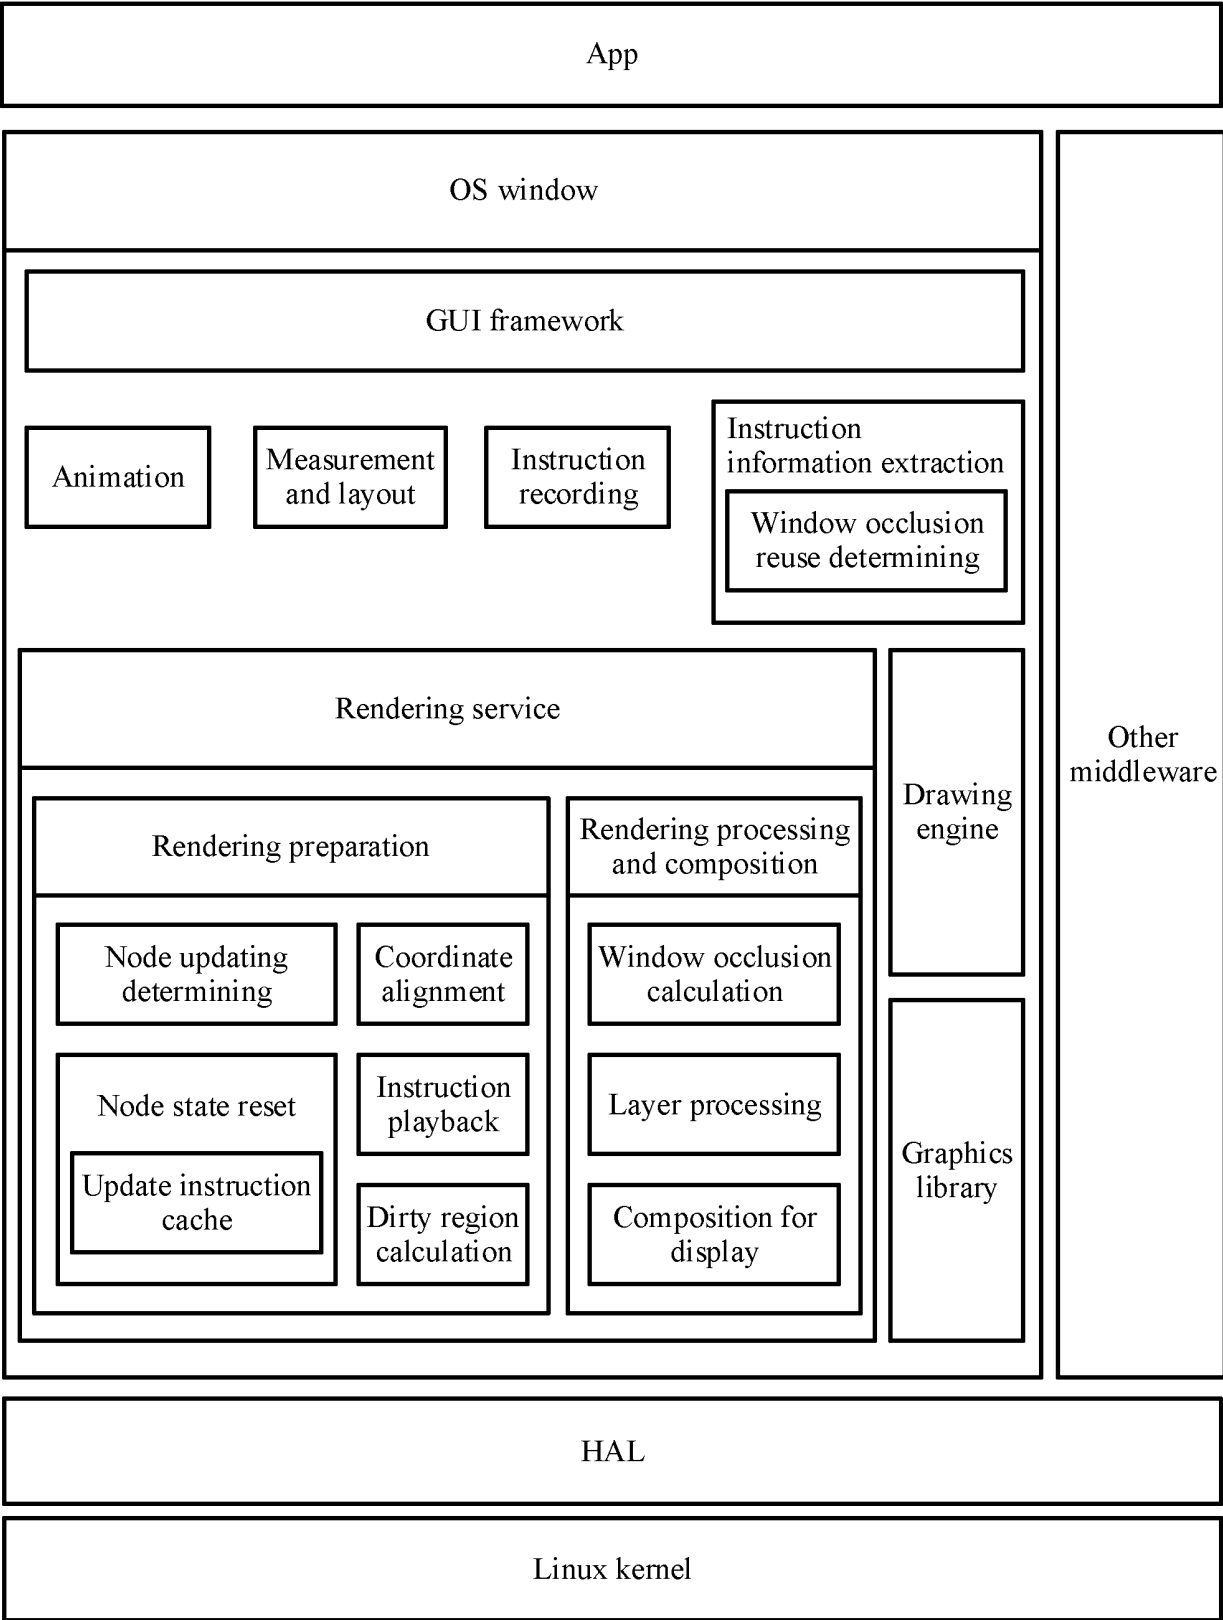 App
OS window
GUI framework
Animation
Measurement
and layout
Instruction
recording
Instruction
information extraction
Window occlusion
reuse determining
Rendering service
Rendering preparation
Node updating
determining
Coordinate
alignment
Node state reset
Update instruction
cache
Instruction
playback
Dirty region
calculation
Rendering processing
and composition
Window occlusion
calculation
Layer processing
Composition for
display
Drawing
engine
Graphics
library
Other
middleware
HAL
Linux kernel